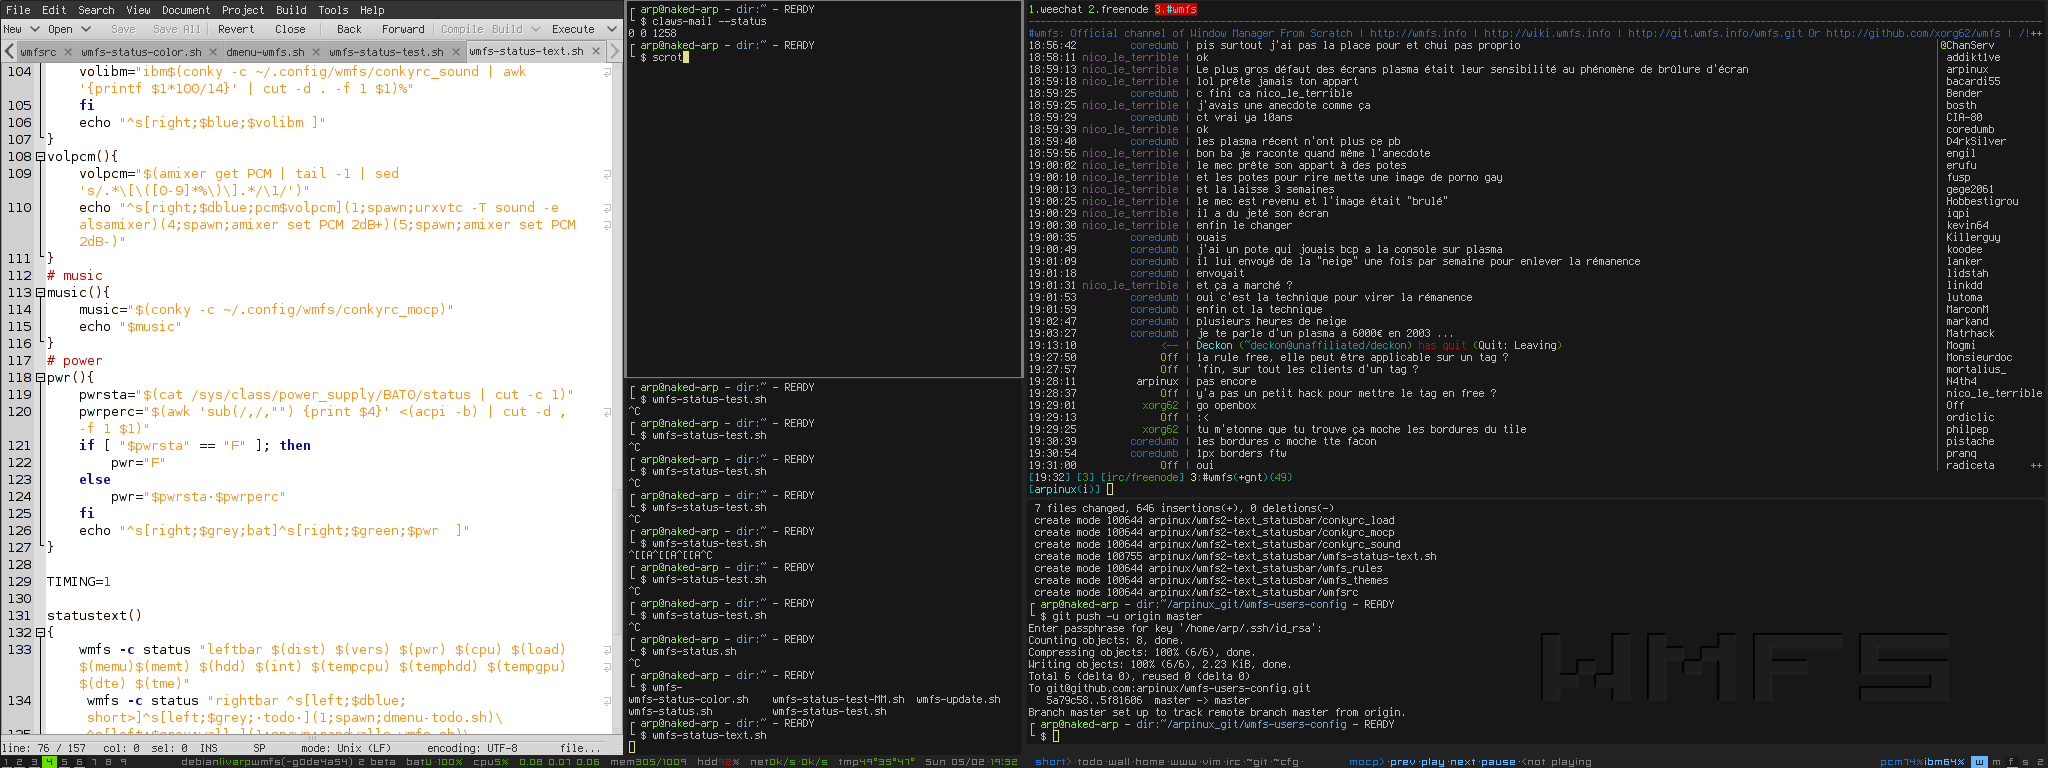 File Edit Search View Document Project Build Tools Help
New Open Save Save All Revert Close Back Forward Compile Build Execute
wmfsrc wmfs-status-color.sh dmenu-wmfs.sh wmfs-status-test.sh wmfs-status-text.sh
104 volibm="ibm$(conky -c ~/.config/wmfs/conkyrc_sound | awk
'{printf $1*100/14}' | cut -d . -f 1 $1)%"
105 fi
106 echo "^s[right;$blue;$volibm ]"
107 }
108 volpcm(){
109 volpcm="$(amixer get PCM | tail -1 | sed
's/.*\[\([0-9]*%\)\].*/\1/')"
110 echo "^s[right;$dblue;pcm$volpcm](1;spawn;urxvtc -T sound -e
alsamixer)(4;spawn;amixer set PCM 2dB+)(5;spawn;amixer set PCM
2dB-)"
111 }
112 # music
113 music(){
114 music="$(conky -c ~/.config/wmfs/conkyrc_mocp)"
115 echo "$music"
116 }
117 # power
118 pwr(){
119 pwrsta="$(cat /sys/class/power_supply/BAT0/status | cut -c 1)"
120 pwrperc="$(awk 'sub(/,/,"") {print $4}' <(acpi -b) | cut -d ,
-f 1 $1)"
121 if [ "$pwrsta" == "F" ]; then
122 pwr="F"
123 else
124 pwr="$pwrsta·$pwrperc"
125 fi
126 echo "^s[right;$grey;bat]^s[right;$green;$pwr  ]"
127 }
128
129 TIMING=1
130
131 statustext()
132 {
133 wmfs -c status "leftbar $(dist) $(vers) $(pwr) $(cpu) $(load)
$(memu)$(memt) $(hdd) $(int) $(tempcpu) $(temphdd) $(tempgpu)
$(dte) $(tme)"
134 wmfs -c status "rightbar ^s[left;$dblue;
short>]^s[left;$grey;·todo·](1;spawn;dmenu-todo.sh)\
line: 76 / 157 col: 0 sel: 0 INS SP mode: Unix (LF) encoding: UTF-8 file...
arp@naked-arp - dir:~ - READY
$ claws-mail --status
0 0 1258
arp@naked-arp - dir:~ - READY
$ scrot
arp@naked-arp - dir:~ - READY
$ wmfs-status-test.sh
^C
arp@naked-arp - dir:~ - READY
$ wmfs-status-test.sh
^C
arp@naked-arp - dir:~ - READY
$ wmfs-status-test.sh
^C
arp@naked-arp - dir:~ - READY
$ wmfs-status-test.sh
^C
arp@naked-arp - dir:~ - READY
$ wmfs-status-test.sh
^[[A^[[A^[[A^C
arp@naked-arp - dir:~ - READY
$ wmfs-status-test.sh
^C
arp@naked-arp - dir:~ - READY
$ wmfs-status-test.sh
^C
arp@naked-arp - dir:~ - READY
$ wmfs-status.sh
^C
arp@naked-arp - dir:~ - READY
$ wmfs-
wmfs-status-color.sh wmfs-status-test-MM.sh wmfs-update.sh
wmfs-status.sh wmfs-status-test.sh
arp@naked-arp - dir:~ - READY
$ wmfs-status-text.sh
1.weechat 2.freenode 3.#wmfs
#wmfs: Official channel of Window Manager From Scratch | http://wmfs.info | http://wiki.wmfs.info | http://git.wmfs.info/wmfs.git Or http://github.com/xorg62/wmfs | /!++
18:56:42 coredumb | pis surtout j'ai pas la place pour et chui pas proprio
18:58:11 nico_le_terrible | ok
18:59:13 nico_le_terrible | Le plus gros défaut des écrans plasma était leur sensibilité au phénomène de brûlure d'écran
18:59:18 nico_le_terrible | lol prête jamais ton appart
18:59:25 coredumb | c fini ca nico_le_terrible
18:59:25 nico_le_terrible | j'avais une anecdote comme ça
18:59:29 coredumb | ct vrai ya 10ans
18:59:39 nico_le_terrible | ok
18:59:40 coredumb | les plasma récent n'ont plus ce pb
18:59:56 nico_le_terrible | bon ba je raconte quand même l'anecdote
19:00:02 nico_le_terrible | le mec prête son appart à des potes
19:00:10 nico_le_terrible | et les potes pour rire mette une image de porno gay
19:00:13 nico_le_terrible | et la laisse 3 semaines
19:00:25 nico_le_terrible | le mec est revenu et l'image était "brulé"
19:00:29 nico_le_terrible | il a du jeté son écran
19:00:30 nico_le_terrible | enfin le changer
19:00:35 coredumb | ouais
19:00:49 coredumb | j'ai un pote qui jouais bcp a la console sur plasma
19:01:09 coredumb | il lui envoyé de la "neige" une fois par semaine pour enlever la rémanence
19:01:18 coredumb | envoyait
19:01:31 nico_le_terrible | et ça a marché ?
19:01:53 coredumb | oui c'est la technique pour virer la rémanence
19:01:59 coredumb | enfin ct la technique
19:02:47 coredumb | plusieurs heures de neige
19:03:27 coredumb | je te parle d'un plasma a 6000€ en 2003 ...
19:13:10 <-- | Deckon (~deckon@unaffiliated/deckon) has quit (Quit: Leaving)
19:27:50 Off | la rule free, elle peut être applicable sur un tag ?
19:27:57 Off | 'fin, sur tout les clients d'un tag ?
19:28:11 arpinux | pas encore
19:28:37 Off | y'a pas un petit hack pour mettre le tag en free ?
19:29:01 xorg62 | go openbox
19:29:13 Off | :<
19:29:25 xorg62 | tu m'etonne que tu trouve ça moche les bordures du tile
19:30:39 coredumb | les bordures c moche tte facon
19:30:54 coredumb | 1px borders ftw
19:31:00 Off | oui
@ChanServ
addikt1ve
arpinux
bacardi55
Bender
bosth
CIA-80
coredumb
D4rkSilver
engil
erufu
fusp
gege2061
Hobbestigrou
iqpi
kevin64
Killerguy
koodee
lanker
lidstah
linkdd
lutoma
MarconM
markand
Matrhack
Mogmi
Monsieurdoc
mortalius_
N4th4
nico_le_terrible
Off
ordiclic
philpep
pistache
pranq
radiceta ++
[19:32] [3] [irc/freenode] 3:#wmfs(+gnt)(49)
[arpinux(i)]
7 files changed, 646 insertions(+), 0 deletions(-)
create mode 100644 arpinux/wmfs2-text_statusbar/conkyrc_load
create mode 100644 arpinux/wmfs2-text_statusbar/conkyrc_mocp
create mode 100644 arpinux/wmfs2-text_statusbar/conkyrc_sound
create mode 100755 arpinux/wmfs2-text_statusbar/wmfs-status-text.sh
create mode 100644 arpinux/wmfs2-text_statusbar/wmfs_rules
create mode 100644 arpinux/wmfs2-text_statusbar/wmfs_themes
create mode 100644 arpinux/wmfs2-text_statusbar/wmfsrc
arp@naked-arp - dir:~/arpinux_git/wmfs-users-config - READY
$ git push -u origin master
Enter passphrase for key '/home/arp/.ssh/id_rsa':
Counting objects: 8, done.
Compressing objects: 100% (6/6), done.
Writing objects: 100% (6/6), 2.23 KiB, done.
Total 6 (delta 0), reused 0 (delta 0)
To git@github.com:arpinux/wmfs-users-config.git
5a79c58..5f81606 master -> master
Branch master set up to track remote branch master from origin.
arp@naked-arp - dir:~/arpinux_git/wmfs-users-config - READY
$
WMFS
1 2 3 4 5 6 7 8 9 debianlivarpwmfs(-g0de4a54) 2 beta batU·100% cpu5% 0.08 0.07 0.06 mem305/1009 hdd92% net0k/s·0k/s tmp49°35°47° Sun 05/02·19:32 short>·todo·wall·home·www·vim·irc·~git·~cfg· mocp>·prev·play·next·pause·<not playing pcm74%ibm64% w m f s 2